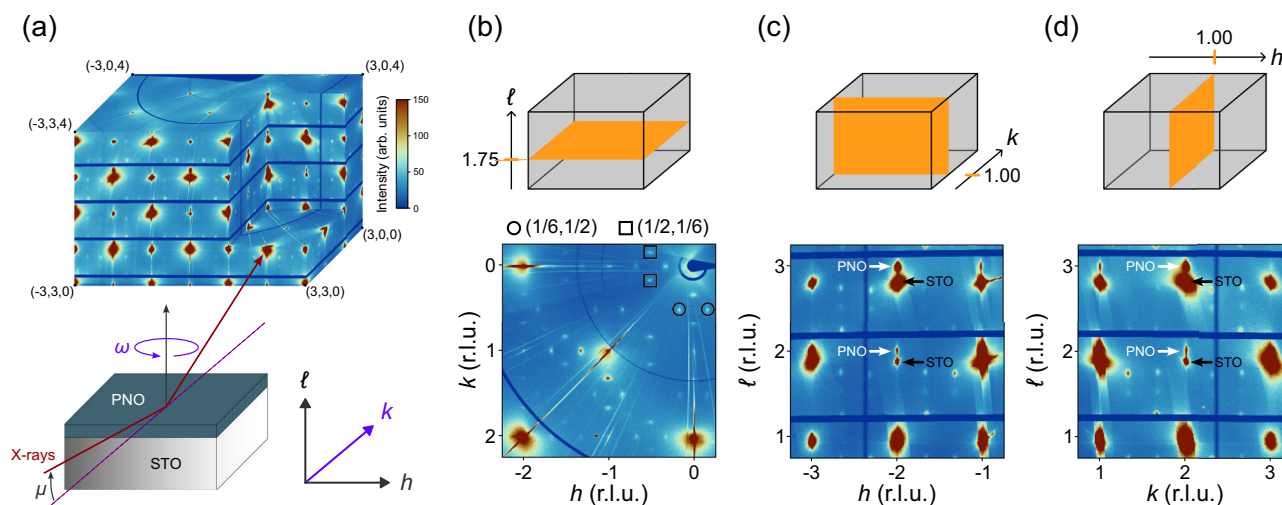 (a)
(-3,0,4)
(3,0,4)
(-3,3,4)
Intensity (arb. units)
150
100
50
0
(3,0,0)
(-3,3,0)
(3,3,0)
ω
PNO
STO
X-rays
μ
ℓ
k
h
(b)
ℓ
1.75
(1/6,1/2)
(1/2,1/6)
0
1
2
k (r.l.u.)
-2
-1
0
h (r.l.u.)
(c)
k
1.00
PNO
STO
PNO
STO
3
2
1
ℓ (r.l.u.)
-3
-2
-1
h (r.l.u.)
(d)
1.00
h
PNO
STO
PNO
STO
3
2
1
ℓ (r.l.u.)
1
2
3
k (r.l.u.)